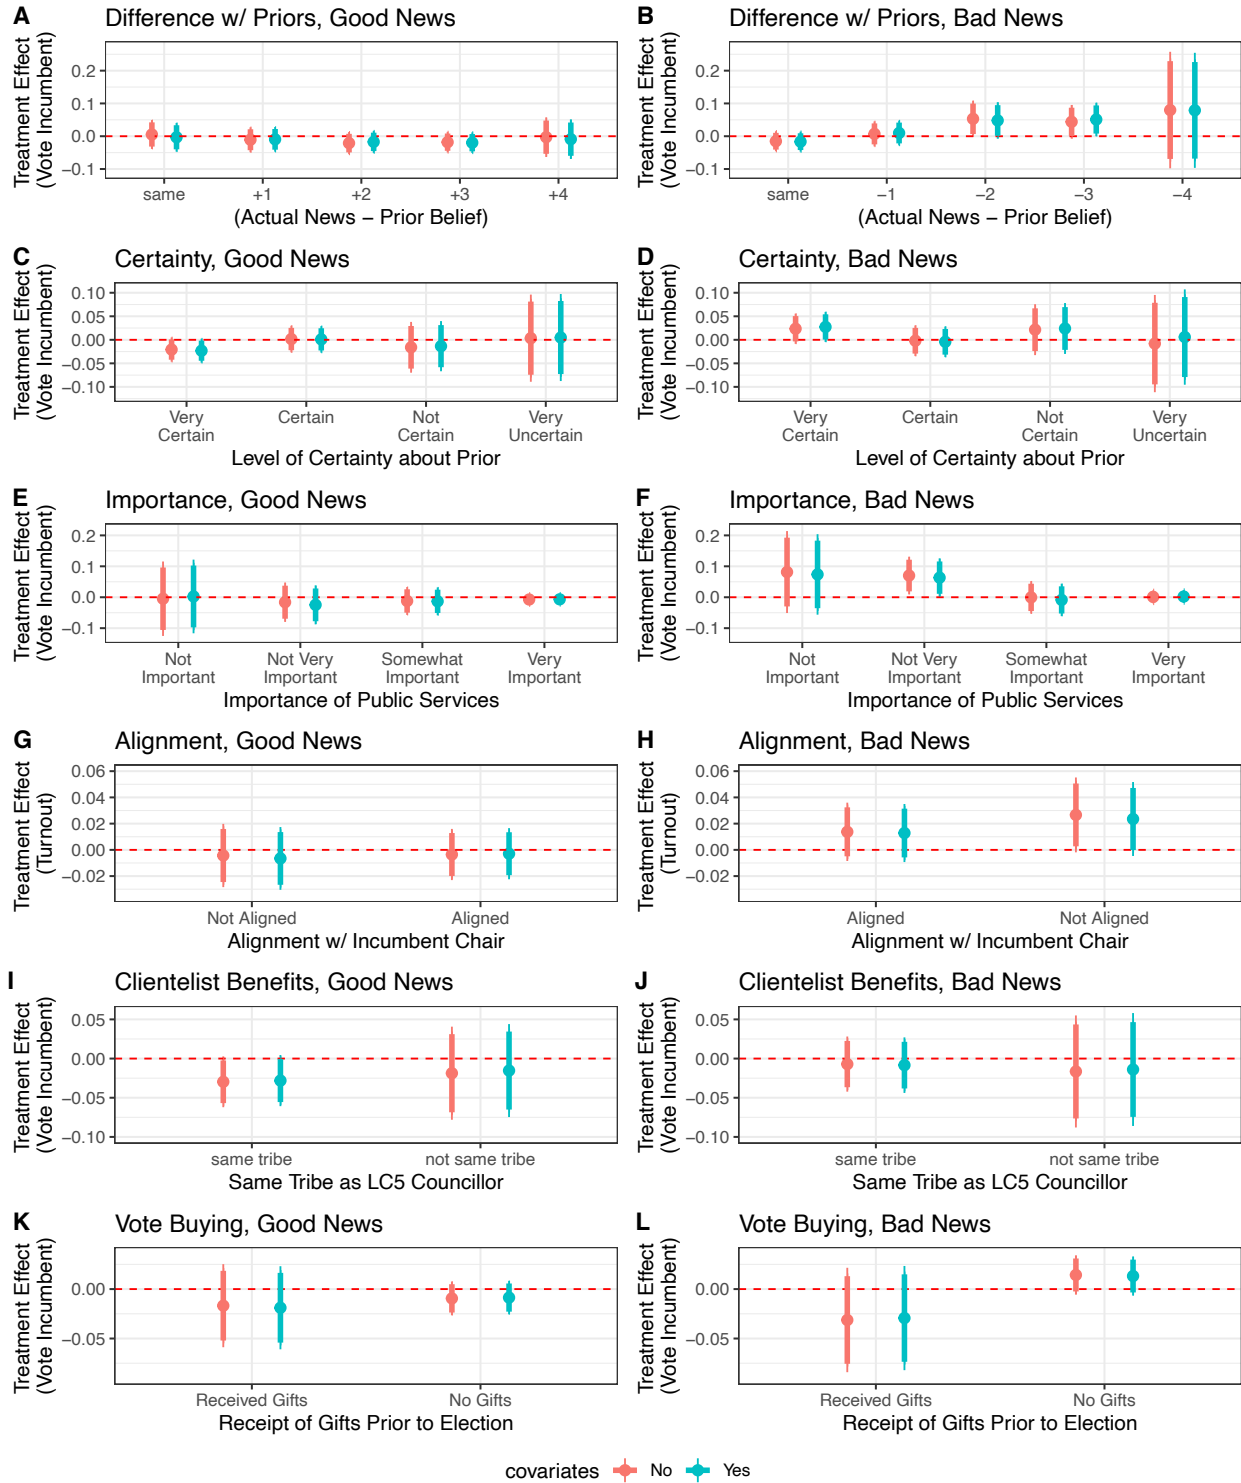 A
Difference w/ Priors, Good News
Treatment Effect
(Vote Incumbent)
0.2
0.1
0.0
−0.1
same
+1
+2
+3
+4
(Actual News − Prior Belief)
B
Difference w/ Priors, Bad News
Treatment Effect
(Vote Incumbent)
0.2
0.1
0.0
−0.1
same
−1
−2
−3
−4
(Actual News − Prior Belief)
C
Certainty, Good News
Treatment Effect
(Vote Incumbent)
0.10
0.05
0.00
−0.05
−0.10
Very
Certain
Certain
Not
Certain
Very
Uncertain
Level of Certainty about Prior
D
Certainty, Bad News
Treatment Effect
(Vote Incumbent)
0.10
0.05
0.00
−0.05
−0.10
Very
Certain
Certain
Not
Certain
Very
Uncertain
Level of Certainty about Prior
E
Importance, Good News
Treatment Effect
(Vote Incumbent)
0.2
0.1
0.0
−0.1
Not
Important
Not Very
Important
Somewhat
Important
Very
Important
Importance of Public Services
F
Importance, Bad News
Treatment Effect
(Vote Incumbent)
0.2
0.1
0.0
−0.1
Not
Important
Not Very
Important
Somewhat
Important
Very
Important
Importance of Public Services
G
Alignment, Good News
Treatment Effect
(Turnout)
0.06
0.04
0.02
0.00
−0.02
Not Aligned
Aligned
Alignment w/ Incumbent Chair
H
Alignment, Bad News
Treatment Effect
(Turnout)
0.06
0.04
0.02
0.00
−0.02
Aligned
Not Aligned
Alignment w/ Incumbent Chair
I
Clientelist Benefits, Good News
Treatment Effect
(Vote Incumbent)
0.05
0.00
−0.05
−0.10
same tribe
not same tribe
Same Tribe as LC5 Councillor
J
Clientelist Benefits, Bad News
Treatment Effect
(Vote Incumbent)
0.05
0.00
−0.05
−0.10
same tribe
not same tribe
Same Tribe as LC5 Councillor
K
Vote Buying, Good News
Treatment Effect
(Vote Incumbent)
0.00
−0.05
Received Gifts
No Gifts
Receipt of Gifts Prior to Election
L
Vote Buying, Bad News
Treatment Effect
(Vote Incumbent)
0.00
−0.05
Received Gifts
No Gifts
Receipt of Gifts Prior to Election
covariates No Yes